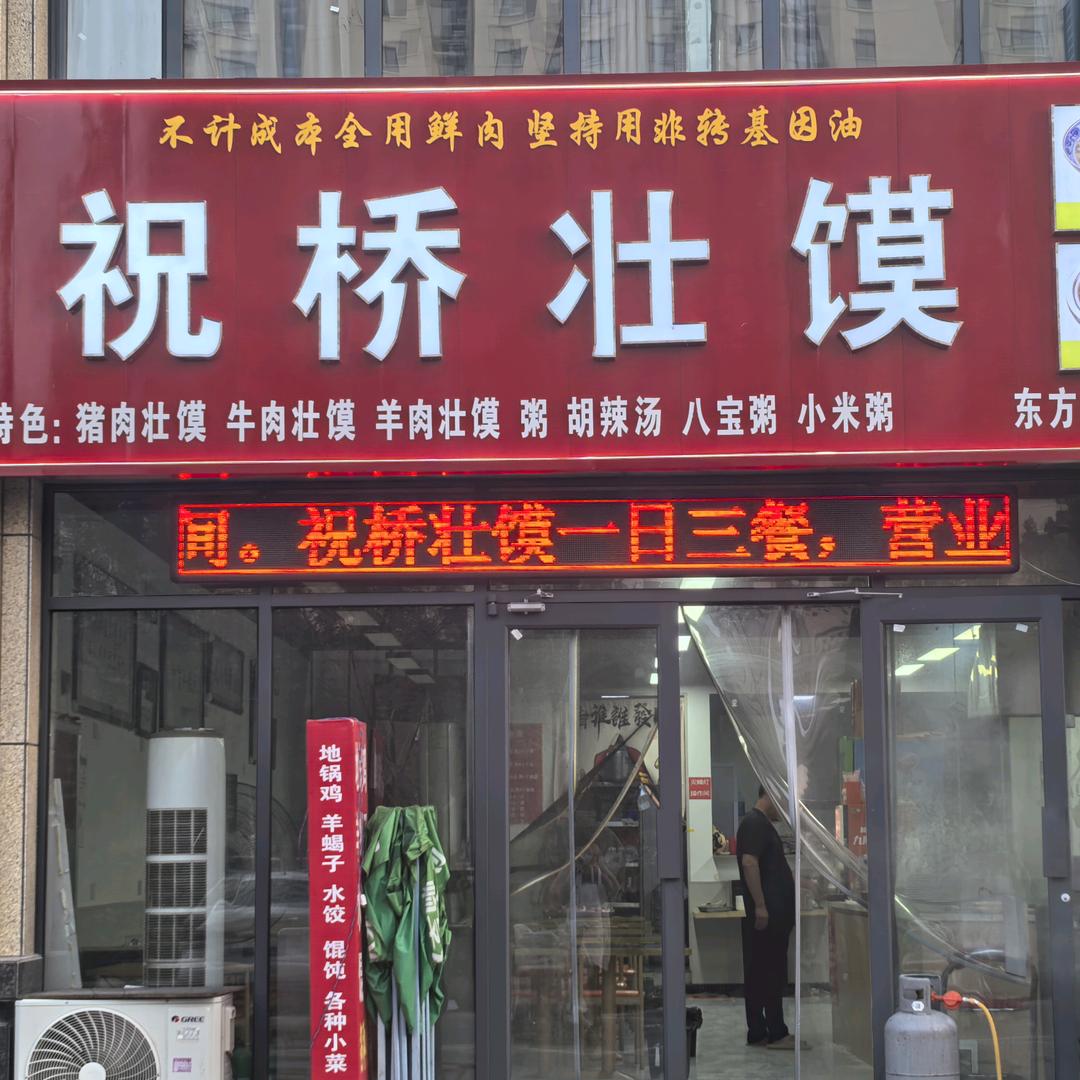 不计成本全用鲜肉 坚持用非转基因油
祝桥壮馍
特色: 猪肉壮馍 牛肉壮馍 羊肉壮馍 粥 胡辣汤 八宝粥 小米粥
东方
间。祝桥壮馍一日三餐，营业
地锅鸡 羊蝎子 水饺 馄饨 各种小菜
GREE